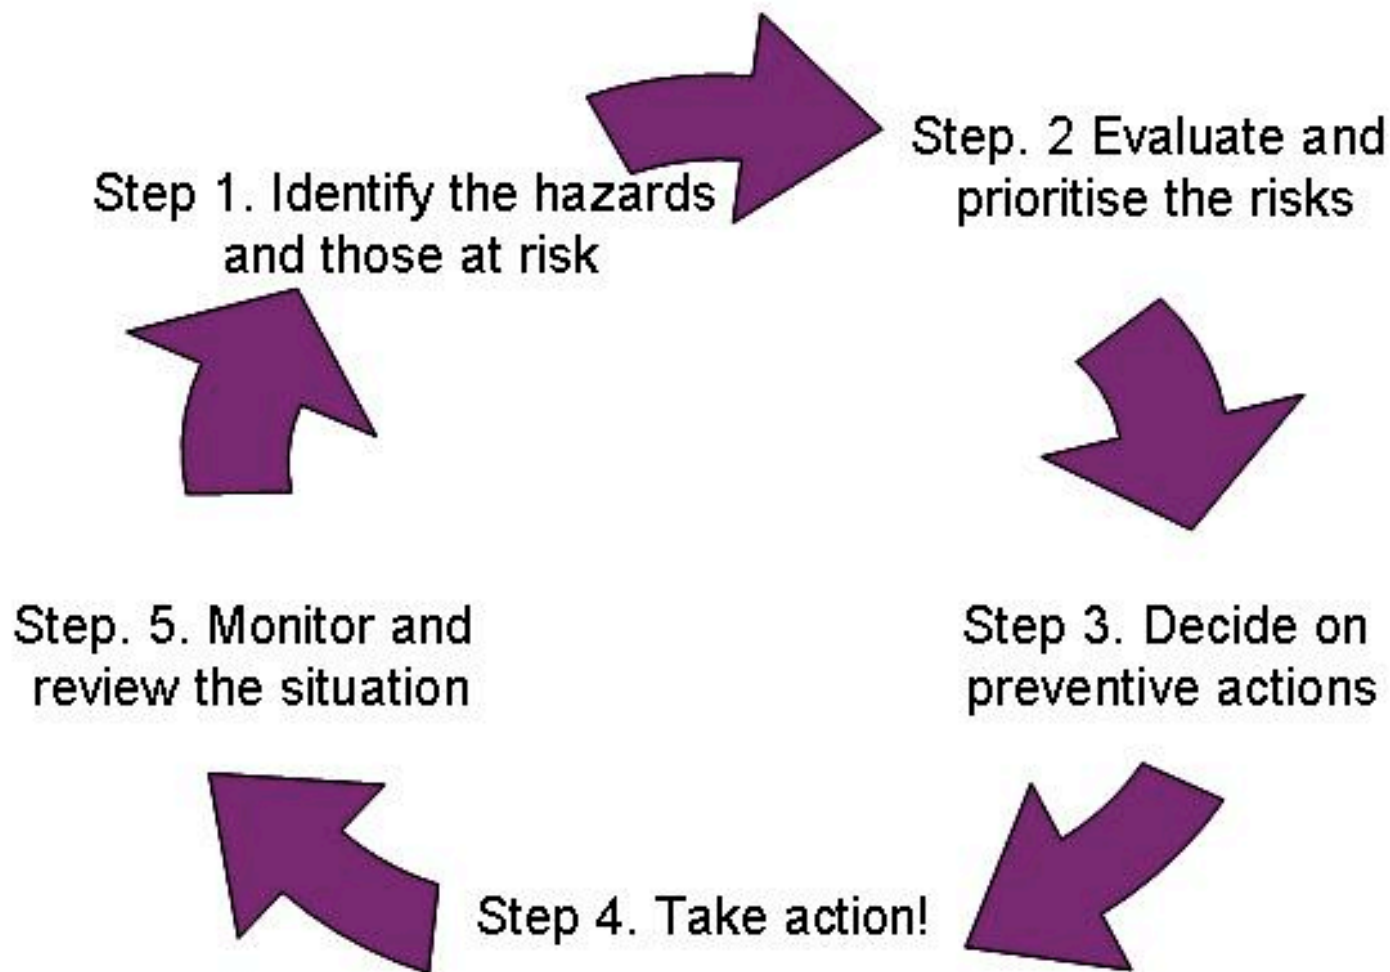 Step 1. Identify the hazards
and those at risk
Step. 2 Evaluate and
prioritise the risks
Step 3. Decide on
preventive actions
Step 4. Take action!
Step. 5. Monitor and
review the situation